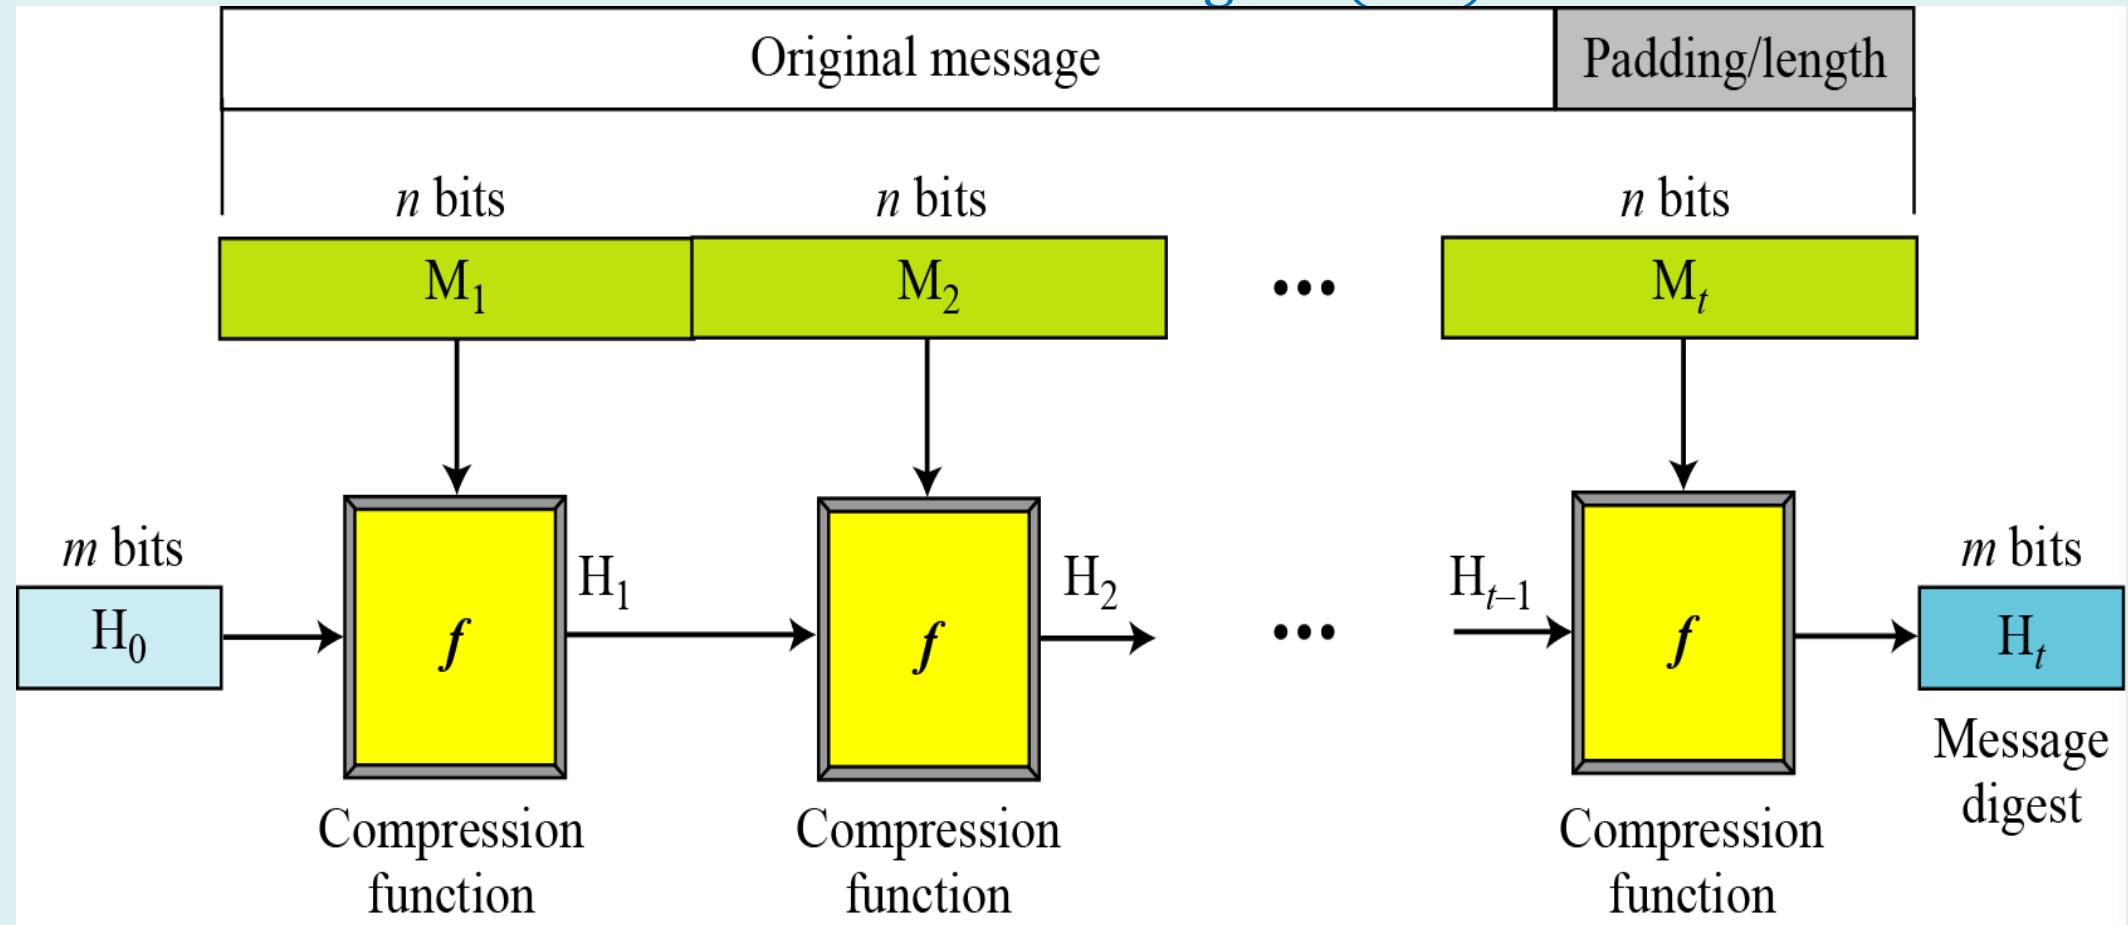 Original message
Padding/length
n bits
n bits
n bits
M1
M2
•••
Mt
m bits
H0
f
H1
f
H2
•••
Ht–1
f
m bits
Ht
Message
digest
Compression
function
Compression
function
Compression
function